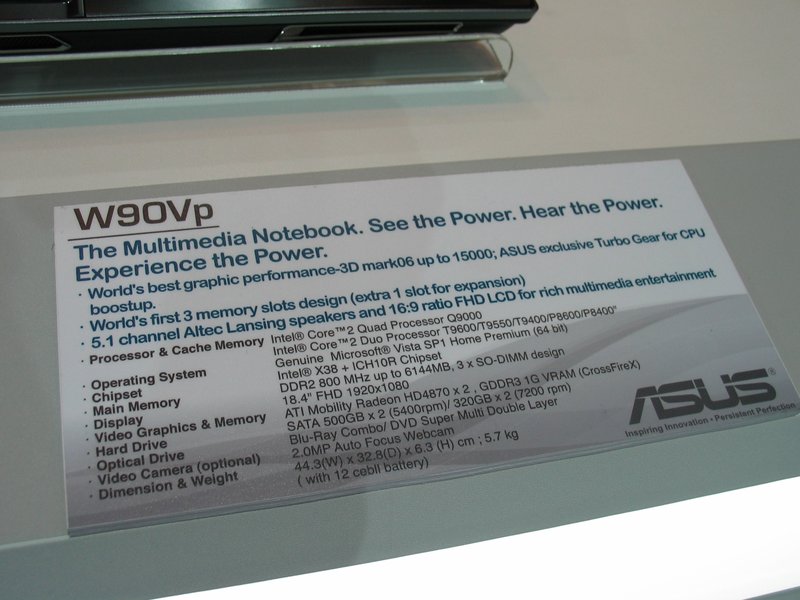 W90Vp
The Multimedia Notebook. See the Power. Hear the Power.
Experience the Power.
· World's best graphic performance-3D mark06 up to 15000; ASUS exclusive Turbo Gear for CPU
boostup.
· World's first 3 memory slots design (extra 1 slot for expansion)
· 5.1 channel Altec Lansing speakers and 16:9 ratio FHD LCD for rich multimedia entertainment
· Processor & Cache Memory Intel® Core™2 Quad Processor Q9000
Intel® Core™2 Duo Processor T9600/T9550/T9400/P8600/P8400"
· Operating System Genuine Microsoft® Vista SP1 Home Premium (64 bit)
· Chipset Intel® X38 + ICH10R Chipset
· Main Memory DDR2 800 MHz up to 6144MB, 3 x SO-DIMM design
· Display 18.4" FHD 1920x1080
· Video Graphics & Memory ATI Mobility Radeon HD4870 x 2 , GDDR3 1G VRAM (CrossFireX)
· Hard Drive SATA 500GB x 2 (5400rpm)/ 320GB x 2 (7200 rpm)
· Optical Drive Blu-Ray Combo/ DVD Super Multi Double Layer
· Video Camera (optional) 2.0MP Auto Focus Webcam
· Dimension & Weight 44.3(W) x 32.8(D) x 6.3 (H) cm ; 5.7 kg
( with 12 cebll battery)
ASUS®
Inspiring Innovation • Persistent Perfection